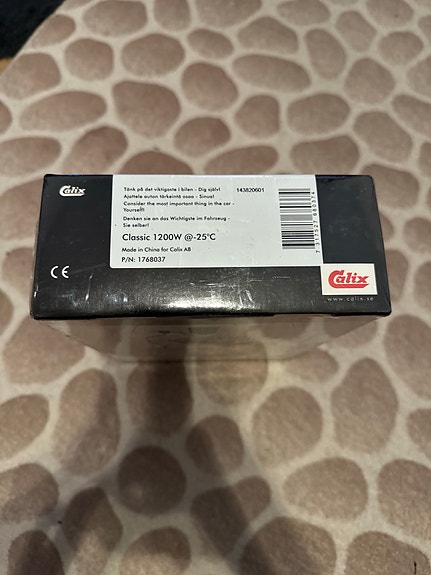 Calix
Tänk på det viktigaste i bilen - Dig själv!
143820601
Ajattele auton tärkeintä osaa - Sinua!
Consider the most important thing in the car -
Yourself!
Denken sie an das Wichtigste im Fahrzeug -
Sie selber!
Classic 1200W @-25°C
Made in China for Calix AB
P/N: 1768037
CE
Calix
www.calix.se